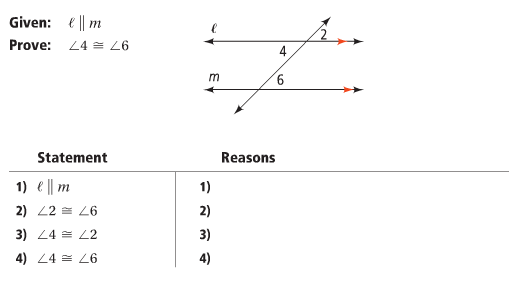 Given: ℓ ∥ m
Prove: ∠4 ≅ ∠6
ℓ
2
4
m
6
Statement Reasons
1) ℓ ∥ m 1)
2) ∠2 ≅ ∠6 2)
3) ∠4 ≅ ∠2 3)
4) ∠4 ≅ ∠6 4)